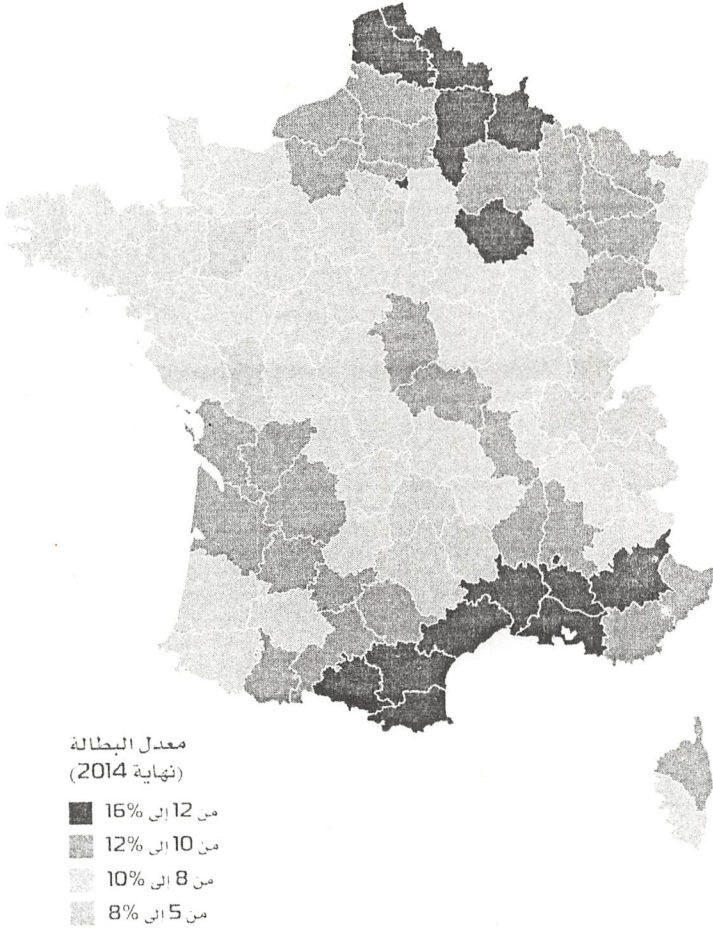 معدل البطالة
(نهاية 2014)
من 12 إلى 16%
من 10 إلى 12%
من 8 إلى 10%
من 5 إلى 8%